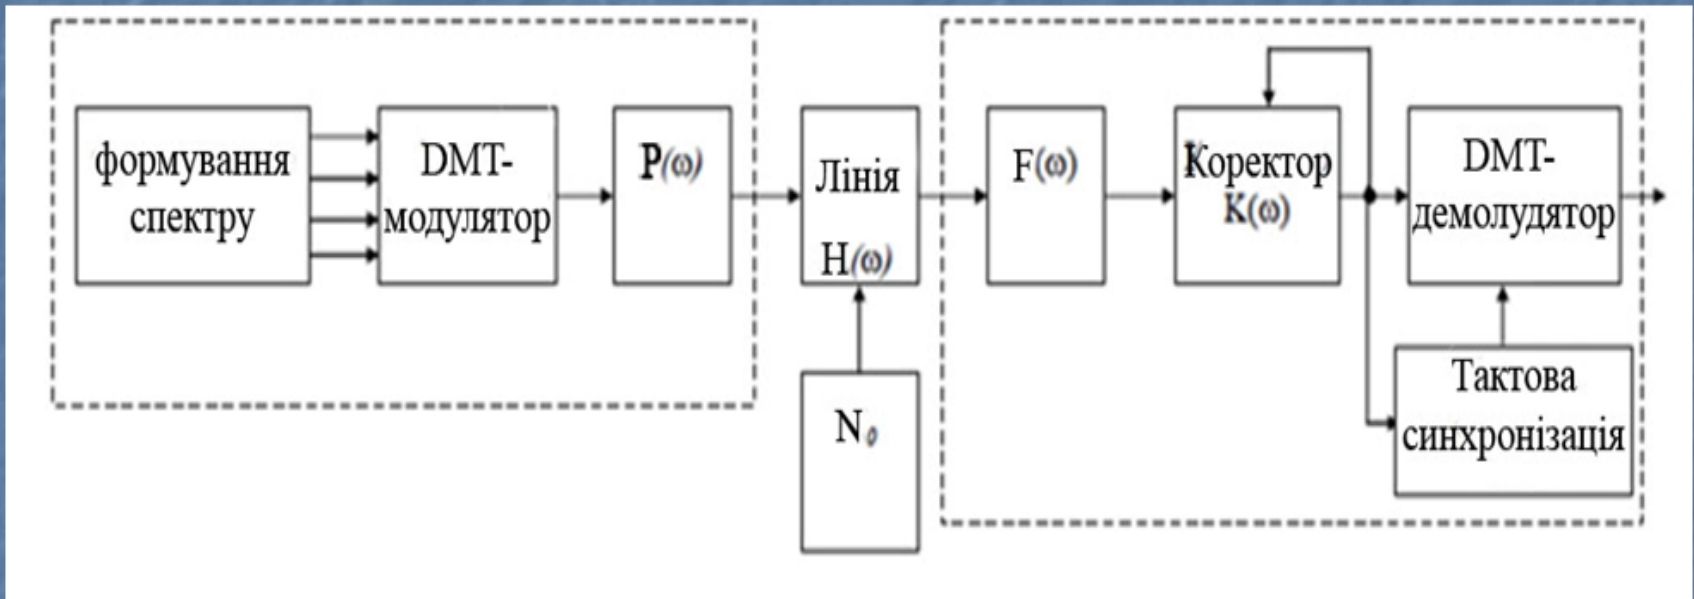 формування
спектру
DMT-
модулятор
P(ω)
Лінія
H(ω)
N₀
F(ω)
Коректор
K(ω)
DMT-
демолудятор
Тактова
синхронізація